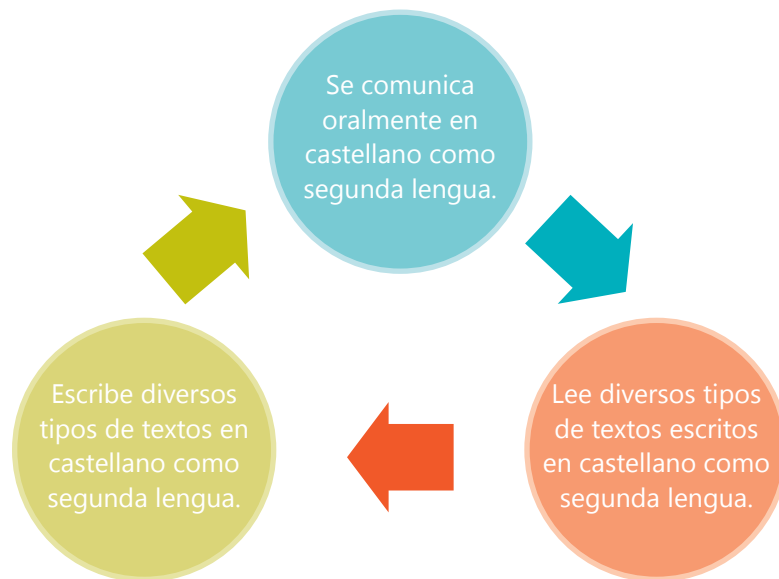 Se comunica
oralmente en
castellano como
segunda lengua.
Lee diversos tipos
de textos escritos
en castellano como
segunda lengua.
Escribe diversos
tipos de textos en
castellano como
segunda lengua.